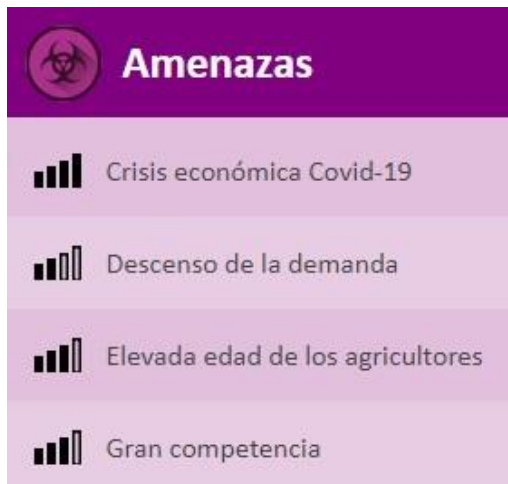 Amenazas
Crisis económica Covid-19
Descenso de la demanda
Elevada edad de los agricultores
Gran competencia